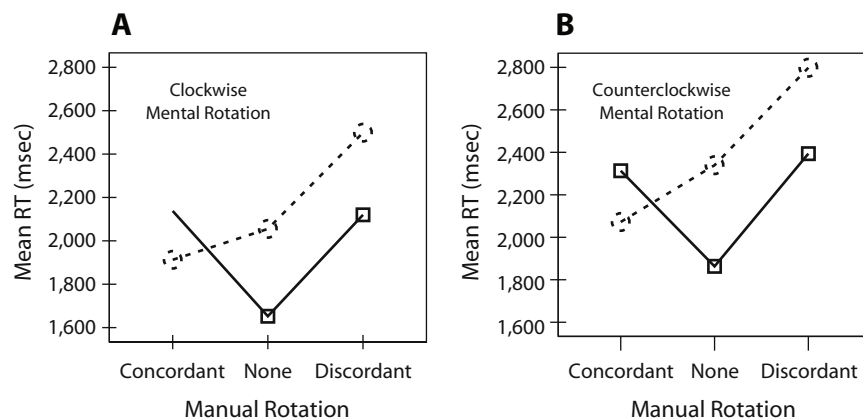 A
Mean RT (msec)
2,800
2,600
2,400
2,200
2,000
1,800
1,600
Clockwise
Mental Rotation
Concordant None Discordant
Manual Rotation
B
Mean RT (msec)
2,800
2,600
2,400
2,200
2,000
1,800
1,600
Counterclockwise
Mental Rotation
Concordant None Discordant
Manual Rotation